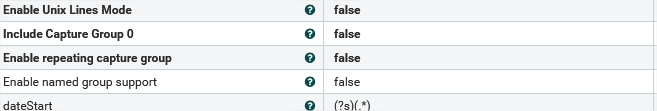 Enable Unix Lines Mode ? false
Include Capture Group 0 ? false
Enable repeating capture group ? false
Enable named group support ? false
dateStart ? (?s)(.*)